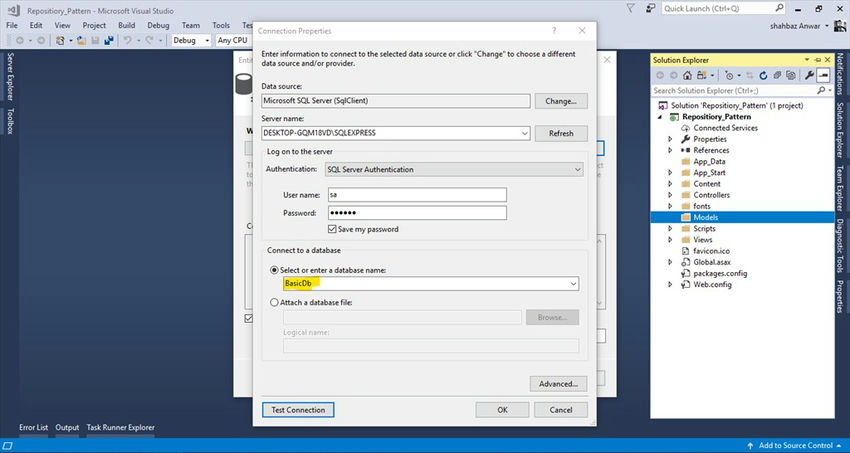 Repositiory_Pattern - Microsoft Visual Studio
Quick Launch (Ctrl+Q)
File Edit View Project Build Debug Team Tools Test
shahbaz Anwar
Debug Any CPU
Server Explorer
Toolbox
Connection Properties
Enter information to connect to the selected data source or click "Change" to choose a different
data source and/or provider.
Data source:
Microsoft SQL Server (SqlClient)
Change...
Server name:
DESKTOP-GQM18VD\SQLEXPRESS
Refresh
Log on to the server
Authentication: SQL Server Authentication
User name: sa
Password: ●●●●●●
Save my password
Connect to a database
Select or enter a database name:
BasicDb
Attach a database file:
Browse...
Logical name:
Advanced...
Test Connection OK Cancel
Solution Explorer
Search Solution Explorer (Ctrl+;)
Solution 'Repositiory_Pattern' (1 project)
Repositiory_Pattern
Connected Services
Properties
References
App_Data
App_Start
Content
Controllers
fonts
Models
Scripts
Views
favicon.ico
Global.asax
packages.config
Web.config
Notifications
Solution Explorer
Team Explorer
Diagnostic Tools
Properties
Error List Output Task Runner Explorer
Add to Source Control